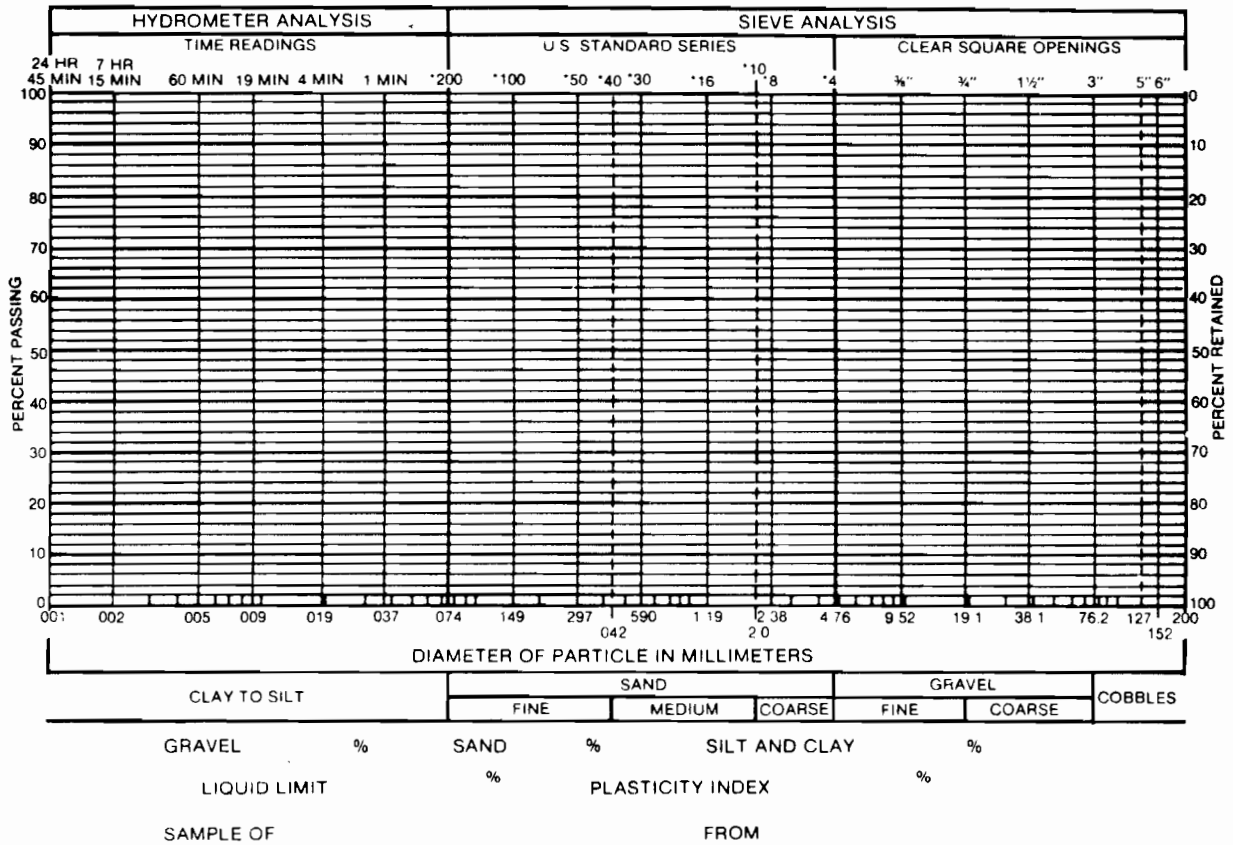 HYDROMETER ANALYSIS SIEVE ANALYSIS
TIME READINGS U S STANDARD SERIES CLEAR SQUARE OPENINGS
24 HR 7 HR *10
45 MIN 15 MIN 60 MIN 19 MIN 4 MIN 1 MIN *200 *100 *50 *40 *30 *16 *8 *4 3/8" 3/4" 1½" 3" 5" 6"
100 0
90 10
80 20
70 30
60 40
50 50
40 60
30 70
20 80
10 90
0 100
PERCENT PASSING
PERCENT RETAINED
001 002 005 009 019 037 074 149 297 590 1 19 2 38 4 76 9 52 19 1 38 1 76.2 127 200
042 2 0 152
DIAMETER OF PARTICLE IN MILLIMETERS
CLAY TO SILT SAND GRAVEL COBBLES
FINE MEDIUM COARSE FINE COARSE
GRAVEL % SAND % SILT AND CLAY %
LIQUID LIMIT % PLASTICITY INDEX %
SAMPLE OF FROM